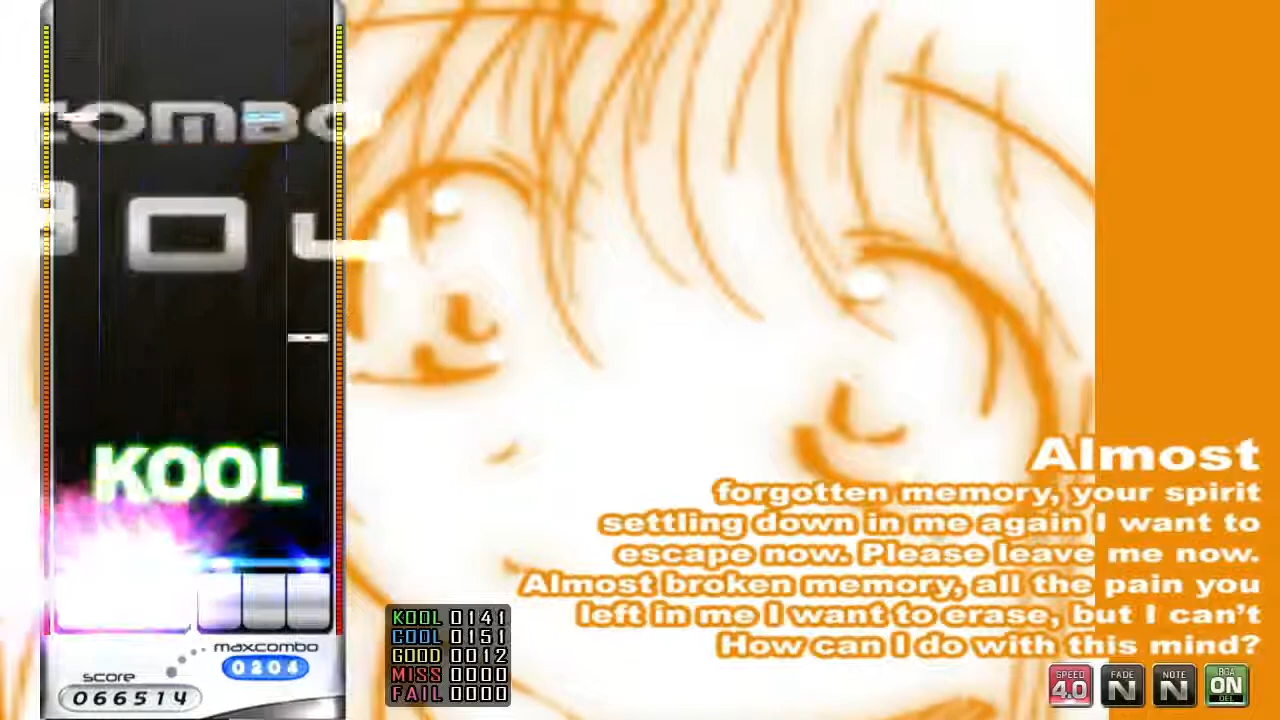 COMBO
KOOL
SCORE
066514
maxcombo
0204
KOOL 0141
COOL 0151
GOOD 0012
MISS 0000
FAIL 0000
Almost
forgotten memory, your spirit
settling down in me again I want to
escape now. Please leave me now.
Almost broken memory, all the pain you
left in me I want to erase, but I can't
How can I do with this mind?
SPEED 4.0
FADE N
NOTE N
BGA ON DEL